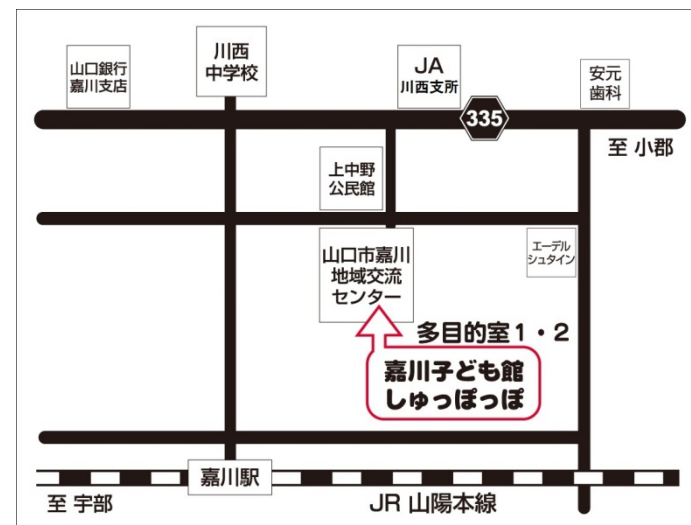 山口銀行
嘉川支店
川西
中学校
JA
川西支所
安元
歯科
335
至 小郡
上中野
公民館
山口市嘉川
地域交流
センター
エーデル
シュタイン
多目的室1・2
嘉川子ども館
しゅっぽっぽ
嘉川駅
至 宇部
JR 山陽本線